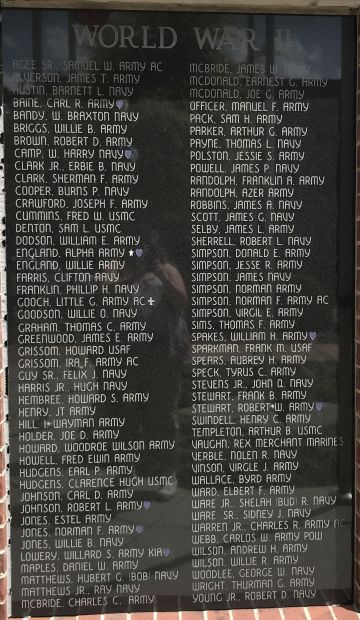 WORLD WAR II
AGEE SR., SAMUEL W. ARMY AC
ALVERSON, JAMES T. ARMY
AUSTIN, BARNETT L. NAVY
BAINE, CARL R. ARMY
BANDY, W. BRAXTON NAVY
BRIGGS, WILLIE B. ARMY
BROWN, ROBERT D. ARMY
CAMP, W. HARRY NAVY
CLARK JR., ERBIE B. NAVY
CLARK, SHERMAN F. ARMY
COOPER, BURNS P. NAVY
CRAWFORD, JOSEPH F. ARMY
CUMMINS, FRED W. USMC
DENTON, SAM L. USMC
DODSON, WILLIAM E. ARMY
ENGLAND, ALPHA ARMY
ENGLAND, WILLIE ARMY
FARRIS, CLIFTON NAVY
FRANKLIN, PHILLIP H. NAVY
GOOCH, LITTLE G. ARMY AC
GOODSON, WILLIE O. NAVY
GRAHAM, THOMAS C. ARMY
GREENWOOD, JAMES E. ARMY
GRISSOM, HOWARD USAF
GRISSOM, IRA F. ARMY AC
GUY SR., FELIX J. NAVY
HARRIS JR., HUGH NAVY
HEMBREE, HOWARD S. ARMY
HENRY, JT ARMY
HILL, I. WAYMAN ARMY
HOLDER, JOE D. ARMY
HOWARD, WOODROE WILSON ARMY
HOWELL, FRED EWIN ARMY
HUDGENS, EARL P. ARMY
HUDGENS, CLARENCE HUGH USMC
JOHNSON, CARL D. ARMY
JOHNSON, ROBERT L. ARMY
JONES, ESTEL ARMY
JONES, NORMAN F. ARMY
JONES, WILLIE B. NAVY
LOWERY, WILLARD S. ARMY KIA
MAPLES, DANIEL W. ARMY
MATTHEWS, HUBERT G. (BOB) NAVY
MATTHEWS JR., RAY NAVY
MCBRIDE, CHARLES C. ARMY
MCBRIDE, JAMES W. ARMY
MCDONALD, EARNEST G. ARMY
MCDONALD, JOE G. ARMY
OFFICER, MANUEL F. ARMY
PACK, SAM H. ARMY
PARKER, ARTHUR G. ARMY
PAYNE, THOMAS L. NAVY
POLSTON, JESSIE S. ARMY
POWELL, JAMES P. NAVY
RANDOLPH, FRANKLIN A. ARMY
RANDOLPH, AZER ARMY
ROBBINS, JAMES A. NAVY
SCOTT, JAMES G. NAVY
SELBY, JAMES L. ARMY
SHERRELL, ROBERT L. NAVY
SIMPSON, DONALD E. ARMY
SIMPSON, JESSE R. ARMY
SIMPSON, JAMES NAVY
SIMPSON, NORMAN ARMY
SIMPSON, NORMAN F. ARMY AC
SIMPSON, VIRGIL E. ARMY
SIMS, THOMAS F. ARMY
SPAKES, WILLIAM H. ARMY
SPARKMAN, FRANK M. USAF
SPEARS, AUBREY H. ARMY
SPECK, TYRUS C. ARMY
STEVENS JR., JOHN Q. NAVY
STEWART, FRANK B. ARMY
STEWART, ROBERT W. ARMY
SWINDELL, HENRY C. ARMY
TEMPLETON, ARTHUR B. USMC
VAUGHN, REX MERCHANT MARINES
VERBLE, NOLEN R. NAVY
VINSON, VIRGLE J. ARMY
WALLACE, BYRD ARMY
WARD, ELBERT F. ARMY
WARE JR., SHELAH (BUD) R. NAVY
WARE SR., SIDNEY J. NAVY
WARREN JR., CHARLES R. ARMY AC
WEBB, CARLOS W. ARMY POW
WILSON, ANDREW H. ARMY
WILSON, WILLIE R. ARMY
WOODLEE, GEORGE W. NAVY
WRIGHT, THURMAN G. ARMY
YOUNG JR., ROBERT D. NAVY